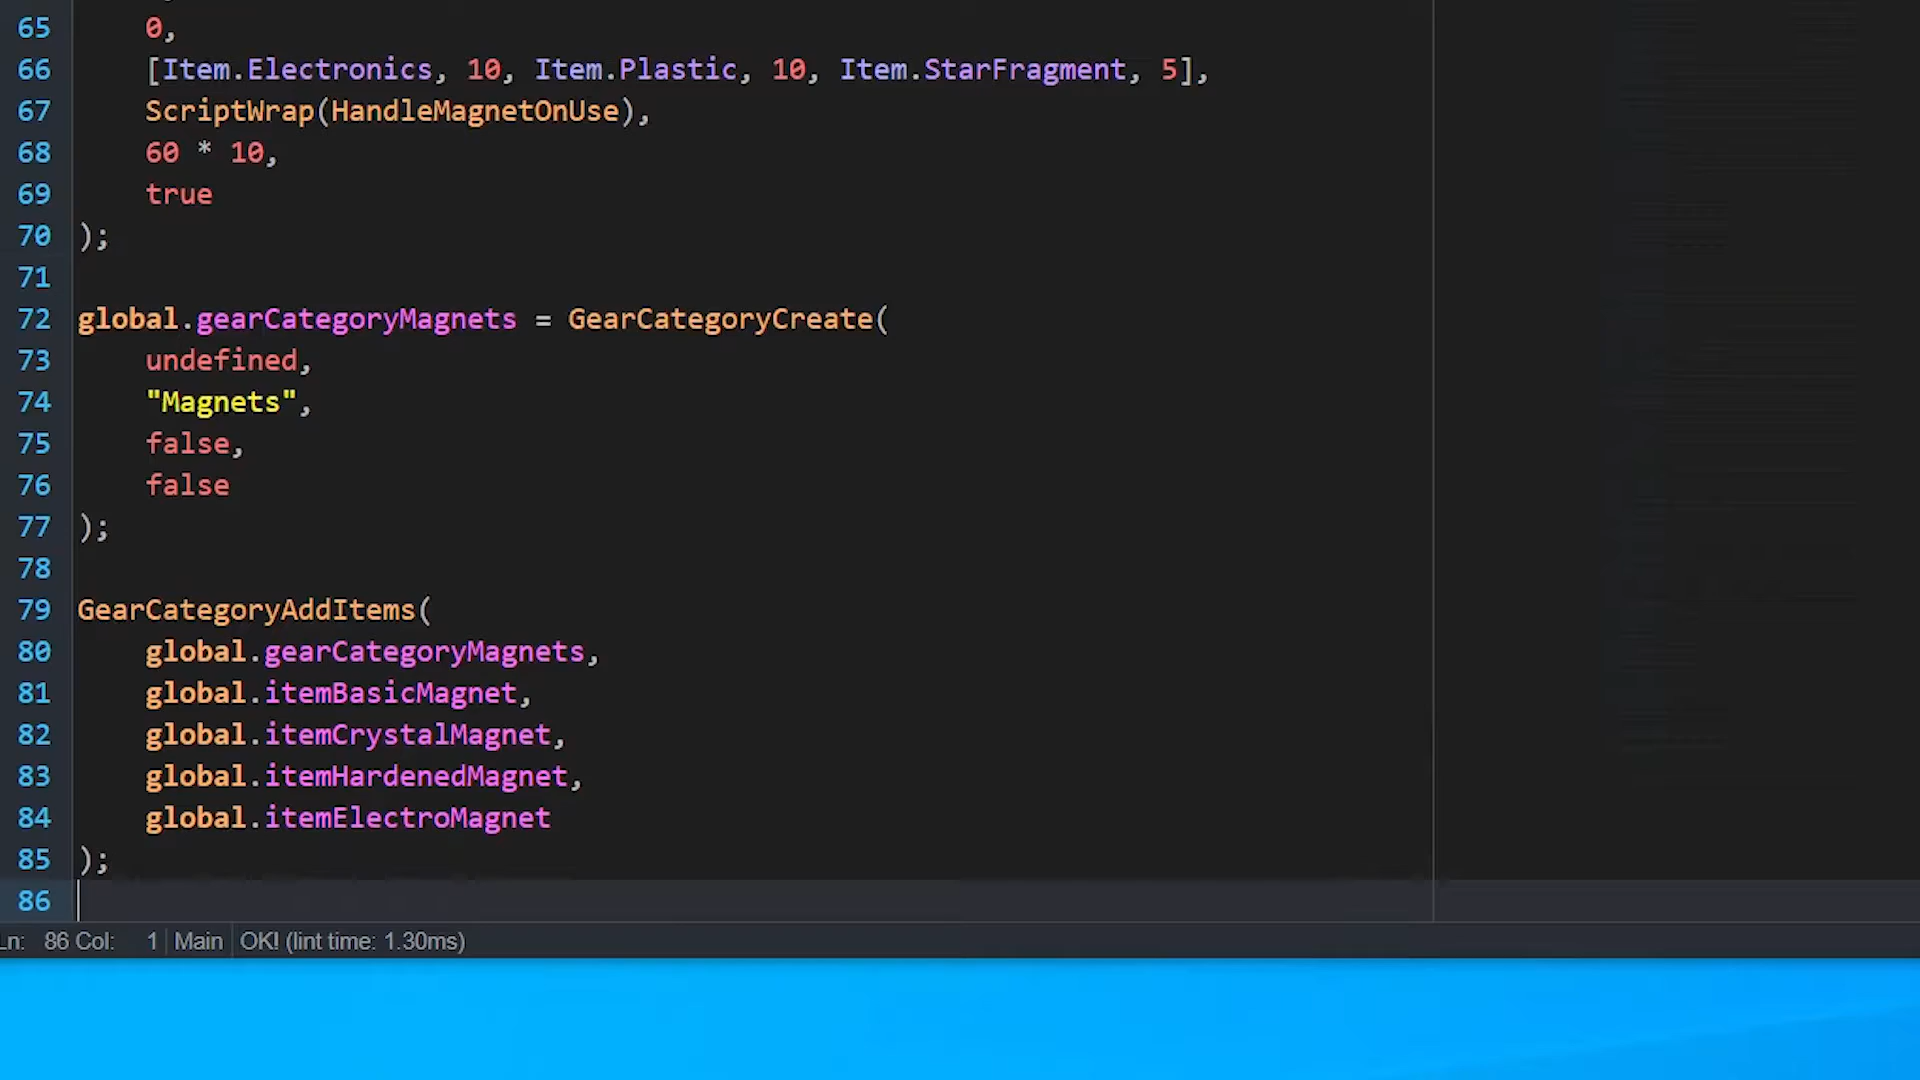 65 0,
66 [Item.Electronics, 10, Item.Plastic, 10, Item.StarFragment, 5],
67 ScriptWrap(HandleMagnetOnUse),
68 60 * 10,
69 true
70 );
71
72 global.gearCategoryMagnets = GearCategoryCreate(
73 undefined,
74 "Magnets",
75 false,
76 false
77 );
78
79 GearCategoryAddItems(
80 global.gearCategoryMagnets,
81 global.itemBasicMagnet,
82 global.itemCrystalMagnet,
83 global.itemHardenedMagnet,
84 global.itemElectroMagnet
85 );
86
Ln: 86 Col: 1 Main OK! (lint time: 1.30ms)